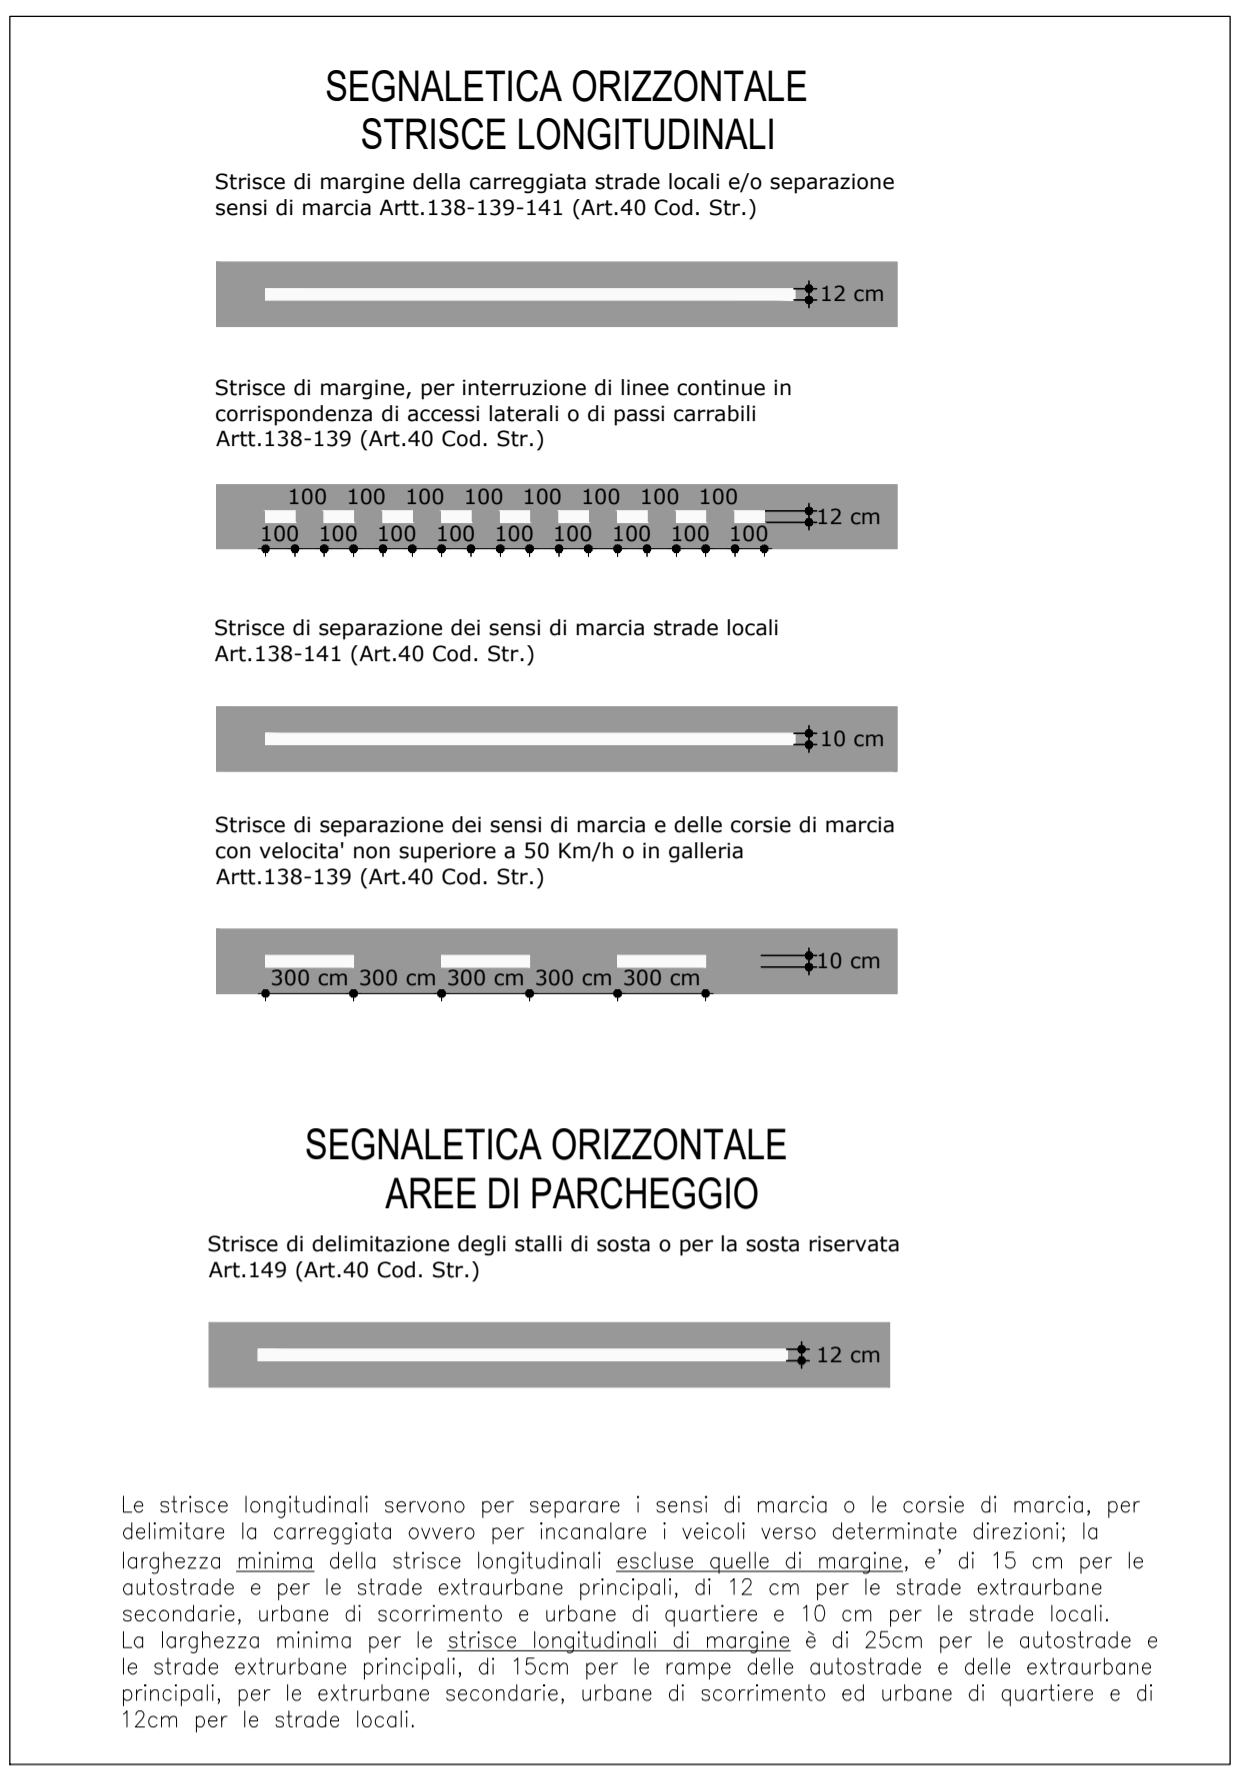 SEGNALETICA ORIZZONTALE
STRISCE LONGITUDINALI
Strisce di margine della carreggiata strade locali e/o separazione
sensi di marcia Artt.138-139-141 (Art.40 Cod. Str.)
12 cm
Strisce di margine, per interruzione di linee continue in
corrispondenza di accessi laterali o di passi carrabili
Artt.138-139 (Art.40 Cod. Str.)
100 100 100 100 100 100 100 100
12 cm
100 100 100 100 100 100 100 100 100
Strisce di separazione dei sensi di marcia strade locali
Art.138-141 (Art.40 Cod. Str.)
10 cm
Strisce di separazione dei sensi di marcia e delle corsie di marcia
con velocita' non superiore a 50 Km/h o in galleria
Artt.138-139 (Art.40 Cod. Str.)
10 cm
300 cm 300 cm 300 cm 300 cm 300 cm
SEGNALETICA ORIZZONTALE
AREE DI PARCHEGGIO
Strisce di delimitazione degli stalli di sosta o per la sosta riservata
Art.149 (Art.40 Cod. Str.)
12 cm
Le strisce longitudinali servono per separare i sensi di marcia o le corsie di marcia, per
delimitare la carreggiata ovvero per incanalare i veicoli verso determinate direzioni; la
larghezza minima della strisce longitudinali escluse quelle di margine, e' di 15 cm per le
autostrade e per le strade extraurbane principali, di 12 cm per le strade extraurbane
secondarie, urbane di scorrimento e urbane di quartiere e 10 cm per le strade locali.
La larghezza minima per le strisce longitudinali di margine è di 25cm per le autostrade e
le strade extrurbane principali, di 15cm per le rampe delle autostrade e delle extraurbane
principali, per le extrurbane secondarie, urbane di scorrimento ed urbane di quartiere e di
12cm per le strade locali.